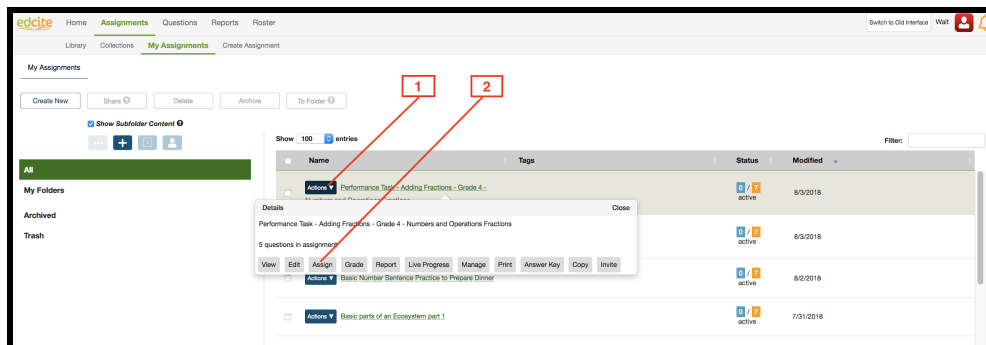 edcite Home Assignments Questions Reports Roster Switch to Old Interface Walt
Library Collections My Assignments Create Assignment
My Assignments
1 2
Create New Share Delete Archive To Folder
Show Subfolder Content
Show 100 entries Filter:
Name Tags Status Modified
All
Actions ▼ Performance Task - Adding Fractions - Grade 4 - 0 / 7 active 8/3/2018
My Folders
Details Close
Archived
Performance Task - Adding Fractions - Grade 4 - Numbers and Operations Fractions
Trash
0 / 7 active 8/3/2018
5 questions in assignment
View Edit Assign Grade Report Live Progress Manage Print Answer Key Copy Invite
Actions ▼ Basic Number Sentence Practice to Prepare Dinner 0 / 7 active 8/2/2018
Actions ▼ Basic parts of an Ecosystem part 1 0 / 7 active 7/31/2018